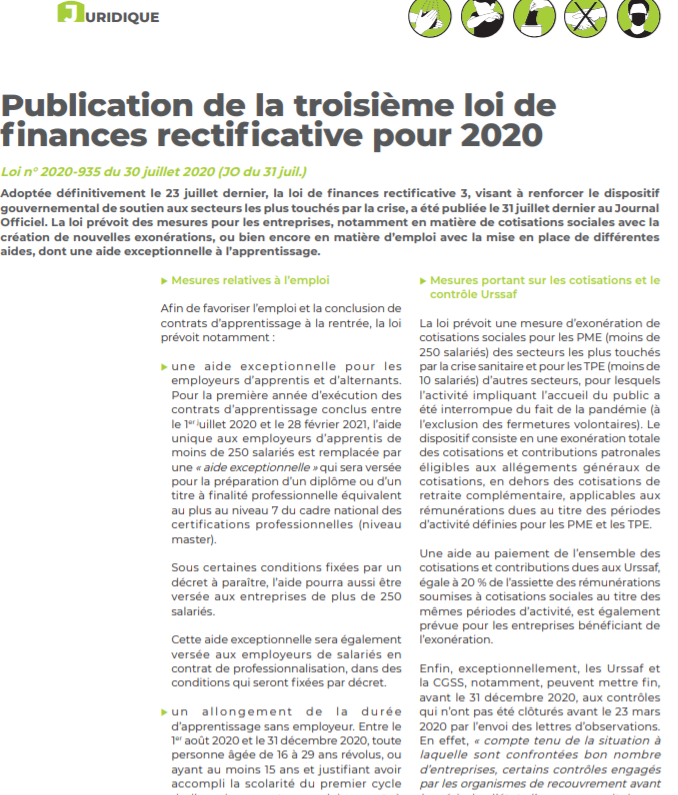 JURIDIQUE
Publication de la troisième loi de
finances rectificative pour 2020
Loi n° 2020-935 du 30 juillet 2020 (JO du 31 juil.)
Adoptée définitivement le 23 juillet dernier, la loi de finances rectificative 3, visant à renforcer le dispositif
gouvernemental de soutien aux secteurs les plus touchés par la crise, a été publiée le 31 juillet dernier au Journal
Officiel. La loi prévoit des mesures pour les entreprises, notamment en matière de cotisations sociales avec la
création de nouvelles exonérations, ou bien encore en matière d'emploi avec la mise en place de différentes
aides, dont une aide exceptionnelle à l'apprentissage.
Mesures relatives à l'emploi
Afin de favoriser l'emploi et la conclusion de
contrats d'apprentissage à la rentrée, la loi
prévoit notamment :
une aide exceptionnelle pour les
employeurs d'apprentis et d'alternants.
Pour la première année d'exécution des
contrats d'apprentissage conclus entre
le 1er juillet 2020 et le 28 février 2021, l'aide
unique aux employeurs d'apprentis de
moins de 250 salariés est remplacée par
une « aide exceptionnelle » qui sera versée
pour la préparation d'un diplôme ou d'un
titre à finalité professionnelle équivalent
au plus au niveau 7 du cadre national des
certifications professionnelles (niveau
master).
Sous certaines conditions fixées par un
décret à paraître, l'aide pourra aussi être
versée aux entreprises de plus de 250
salariés.
Cette aide exceptionnelle sera également
versée aux employeurs de salariés en
contrat de professionnalisation, dans des
conditions qui seront fixées par décret.
un allongement de la durée
d'apprentissage sans employeur. Entre le
1er août 2020 et le 31 décembre 2020, toute
personne âgée de 16 à 29 ans révolus, ou
ayant au moins 15 ans et justifiant avoir
accompli la scolarité du premier cycle
Mesures portant sur les cotisations et le
contrôle Urssaf
La loi prévoit une mesure d'exonération de
cotisations sociales pour les PME (moins de
250 salariés) des secteurs les plus touchés
par la crise sanitaire et pour les TPE (moins de
10 salariés) d'autres secteurs, pour lesquels
l'activité impliquant l'accueil du public a
été interrompue du fait de la pandémie (à
l'exclusion des fermetures volontaires). Le
dispositif consiste en une exonération totale
des cotisations et contributions patronales
éligibles aux allégements généraux de
cotisations, en dehors des cotisations de
retraite complémentaire, applicables aux
rémunérations dues au titre des périodes
d'activité définies pour les PME et les TPE.
Une aide au paiement de l'ensemble des
cotisations et contributions dues aux Urssaf,
égale à 20 % de l'assiette des rémunérations
soumises à cotisations sociales au titre des
mêmes périodes d'activité, est également
prévue pour les entreprises bénéficiant de
l'exonération.
Enfin, exceptionnellement, les Urssaf et
la CGSS, notamment, peuvent mettre fin,
avant le 31 décembre 2020, aux contrôles
qui n'ont pas été clôturés avant le 23 mars
2020 par l'envoi des lettres d'observations.
En effet, « compte tenu de la situation à
laquelle sont confrontées bon nombre
d'entreprises, certains contrôles engagés
par les organismes de recouvrement avant